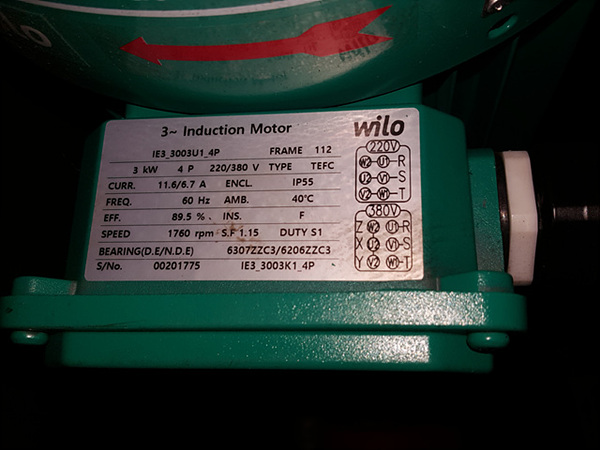 3~ Induction Motor
wilo
IE3_3003U1_4P FRAME 112
3 kW 4 P 220/380 V TYPE TEFC
CURR. 11.6/6.7 A ENCL. IP55
FREQ. 60 Hz AMB. 40℃
EFF. 89.5 % INS. F
SPEED 1760 rpm S.F 1.15 DUTY S1
BEARING(D.E/N.D.E) 6307ZZC3/6206ZZC3
S/No. 00201775 IE3_3003K1_4P
220V
W2 U1 R
U2 V1 S
V2 W1 T
380V
Z W2 U1 R
X U2 V1 S
Y V2 W1 T